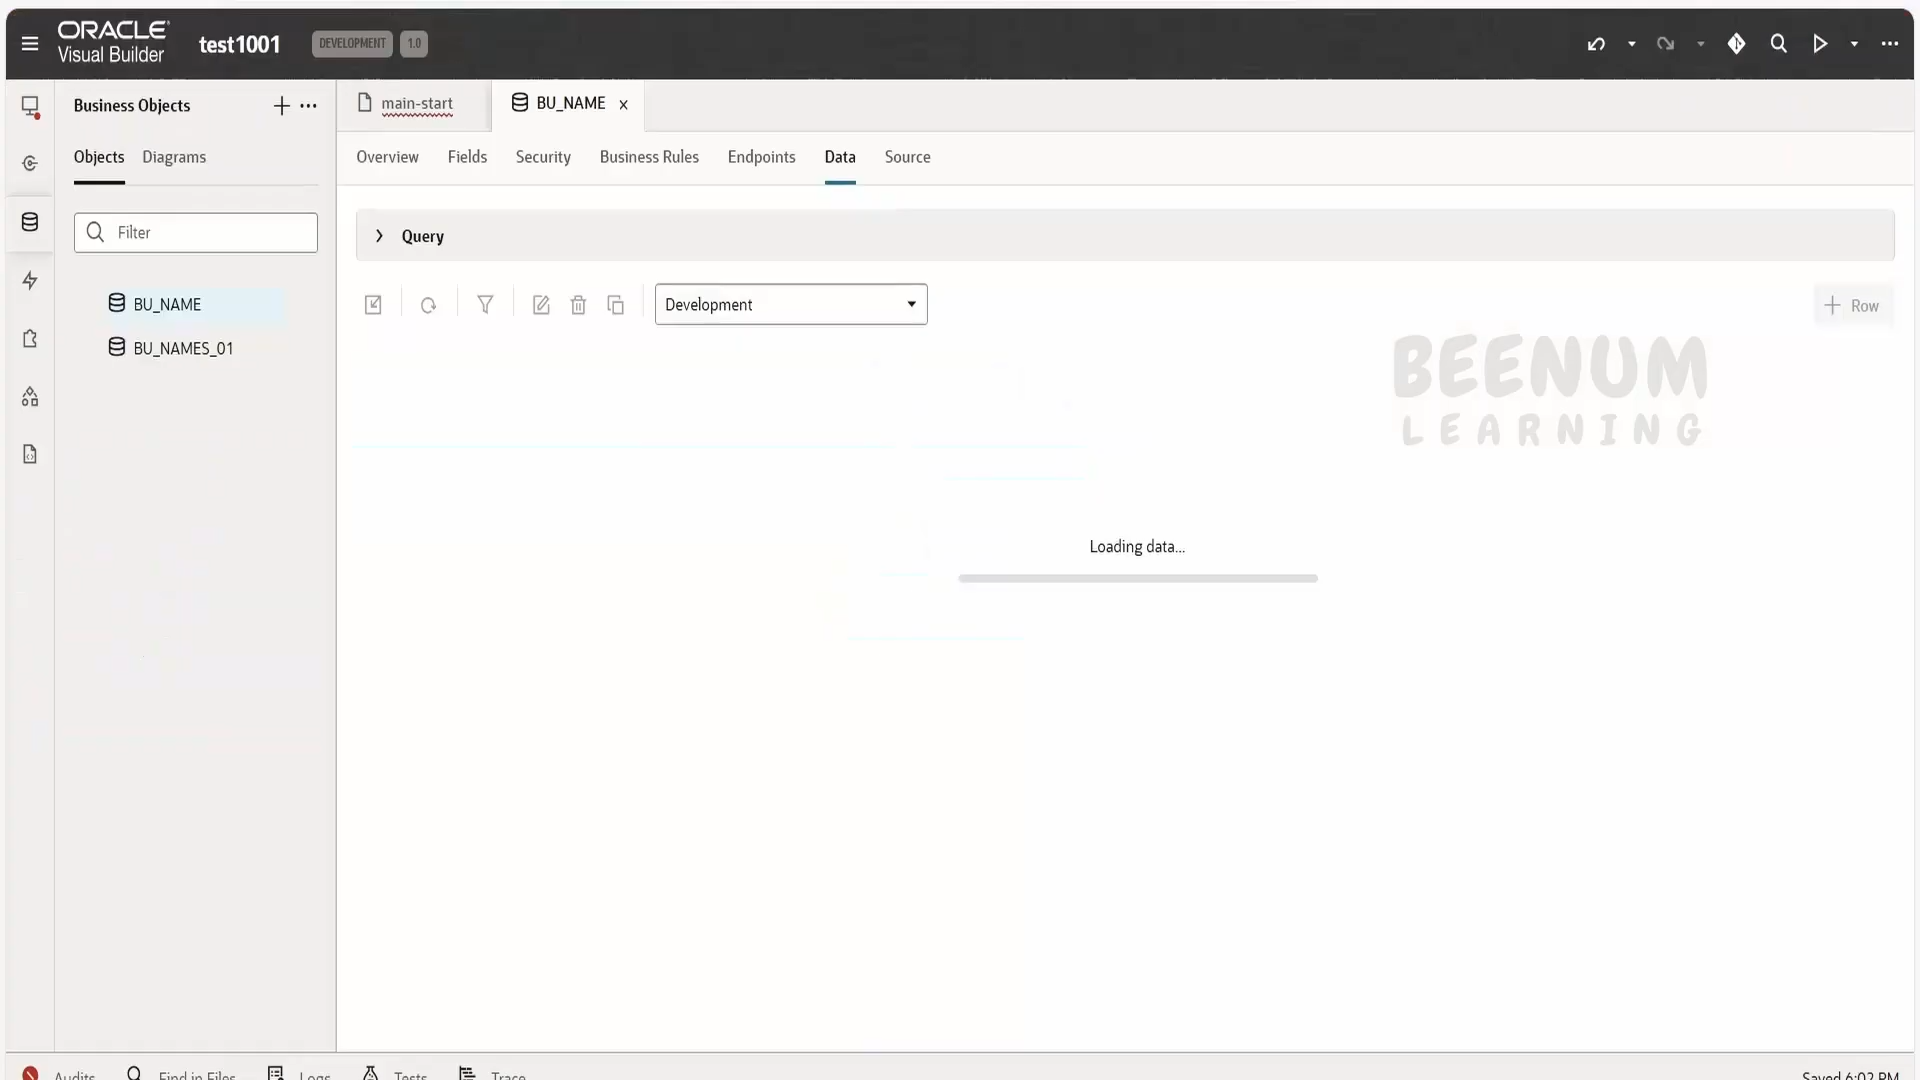 ORACLE
Visual Builder
test1001
DEVELOPMENT
1.0
Business Objects
main-start
BU_NAME
Objects
Diagrams
Overview
Fields
Security
Business Rules
Endpoints
Data
Source
Filter
Query
BU_NAME
BU_NAMES_01
Development
Row
BEENUM
LEARNING
Loading data...
Audits
Find in Files
Logs
Tests
Trace
Saved 6:02 PM